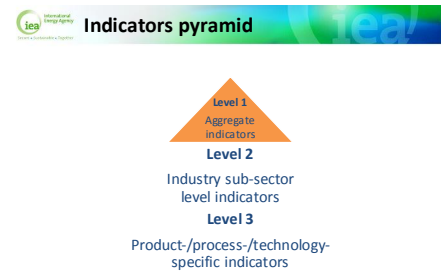 iea
International
Energy Agency
Secure • Sustainable • Together
Indicators pyramid
iea
Level 1
Aggregate
indicators
Level 2
Industry sub-sector
level indicators
Level 3
Product-/process-/technology-
specific indicators